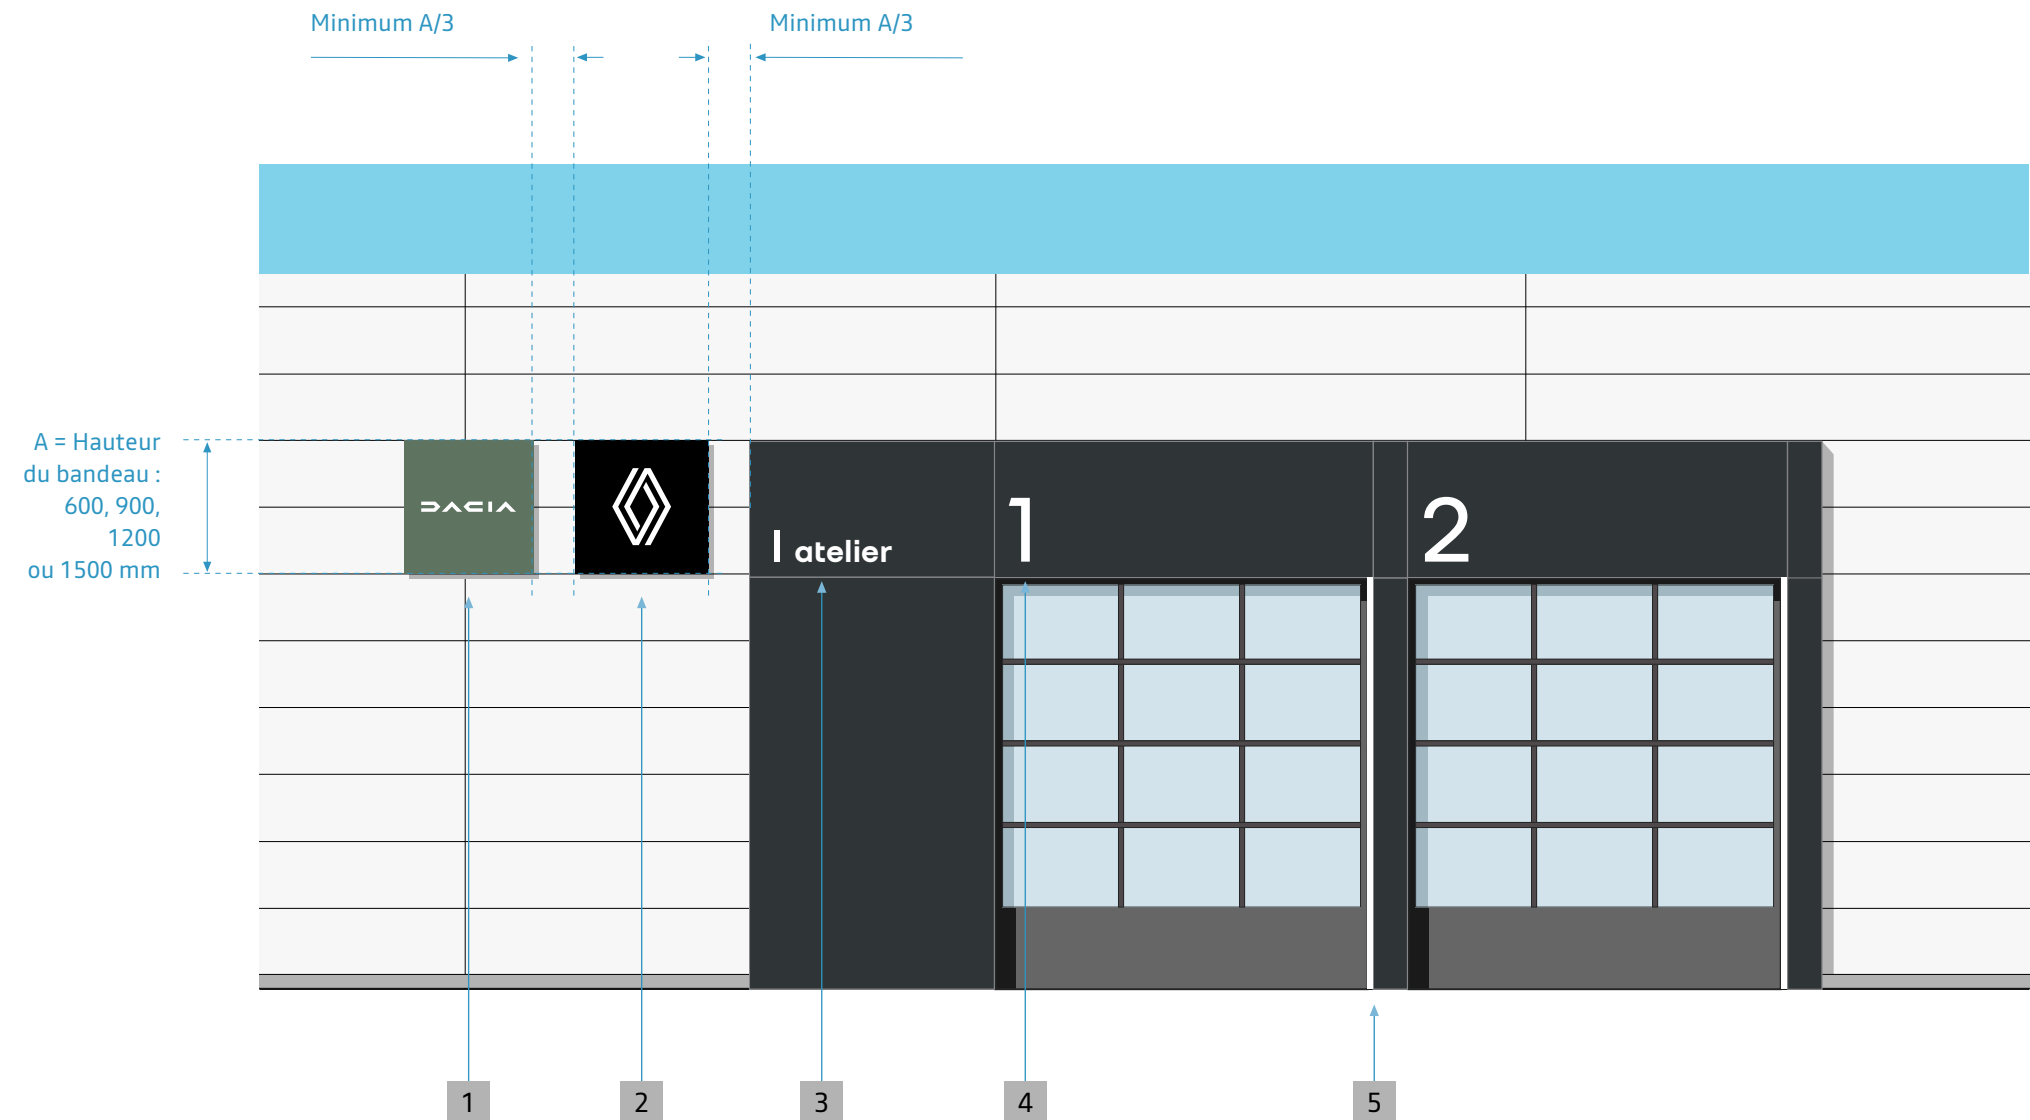 Minimum A/3
Minimum A/3
A = Hauteur
du bandeau :
600, 900,
1200
ou 1500 mm
DACIA
atelier
1
2
1
2
3
4
5